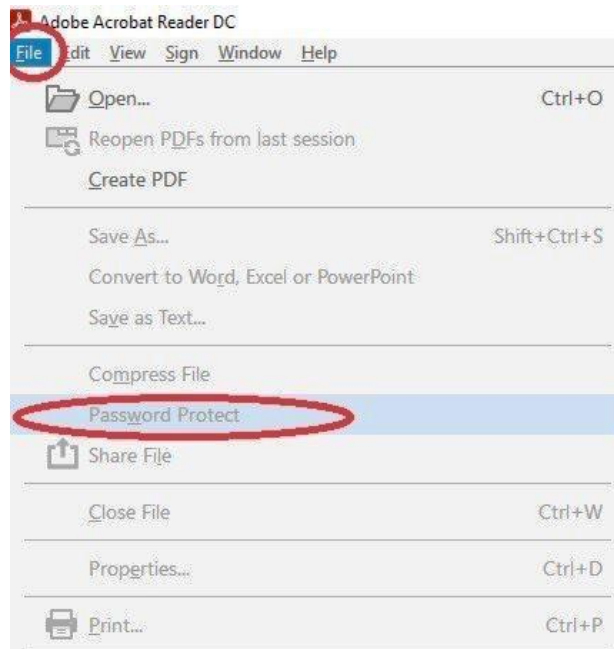 Adobe Acrobat Reader DC
File Edit View Sign Window Help
Open... Ctrl+O
Reopen PDFs from last session
Create PDF
Save As... Shift+Ctrl+S
Convert to Word, Excel or PowerPoint
Save as Text...
Compress File
Password Protect
Share File
Close File Ctrl+W
Properties... Ctrl+D
Print... Ctrl+P